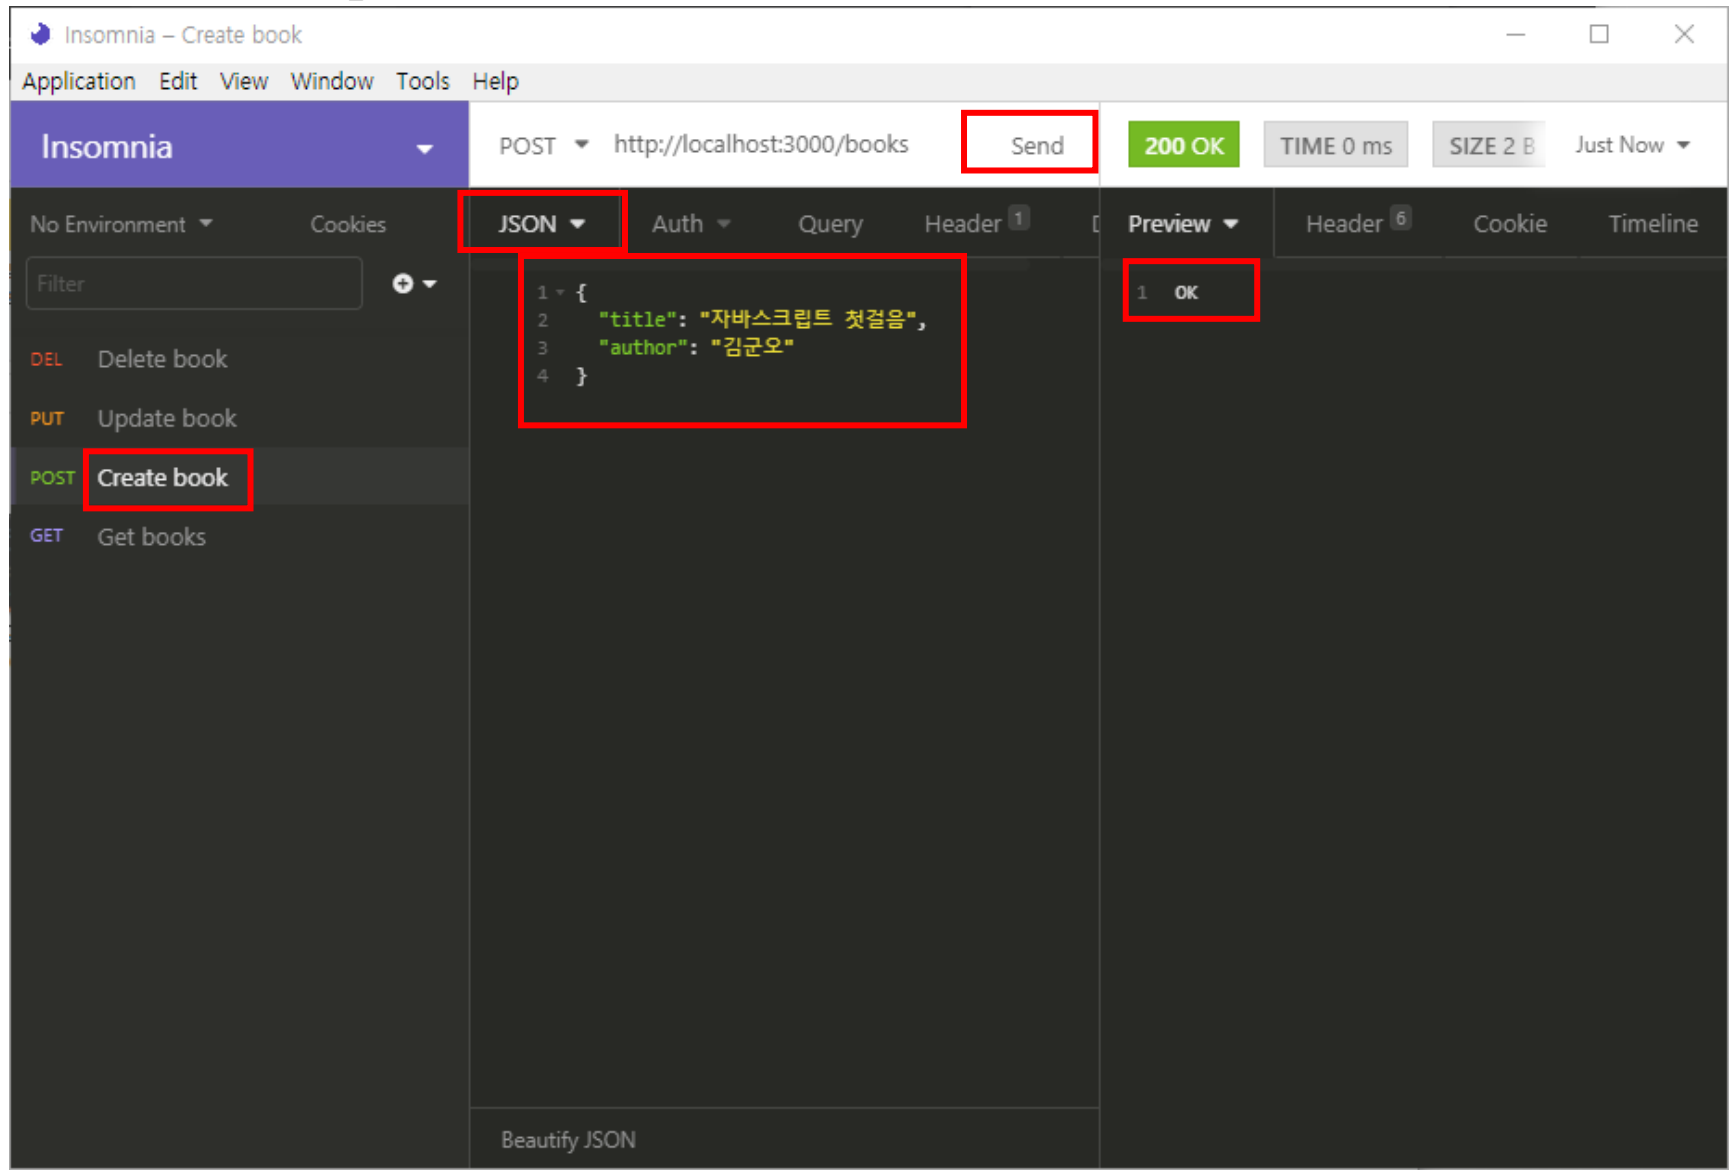 Insomnia – Create book
Application Edit View Window Tools Help
Insomnia
POST http://localhost:3000/books Send
200 OK TIME 0 ms SIZE 2 B Just Now
No Environment Cookies
JSON Auth Query Header 1
Preview Header 6 Cookie Timeline
Filter
DEL Delete book
PUT Update book
POST Create book
GET Get books
1 {
2 "title": "자바스크립트 첫걸음",
3 "author": "김군오"
4 }
1 OK
Beautify JSON